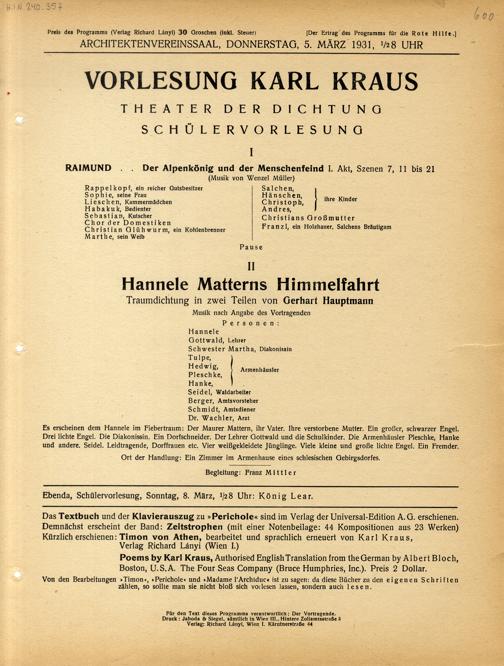 H.I.N. 240.357
600
Preis des Programms (Verlag Richard Lányi) 30 Groschen (inkl. Steuer)
[Der Ertrag des Programms für die Rote Hilfe.]
ARCHITEKTENVEREINSSAAL, DONNERSTAG, 5. MÄRZ 1931, ½8 UHR
VORLESUNG KARL KRAUS
THEATER DER DICHTUNG
SCHÜLERVORLESUNG
I
RAIMUND . . Der Alpenkönig und der Menschenfeind I. Akt, Szenen 7, 11 bis 21
(Musik von Wenzel Müller)
Rappelkopf, ein reicher Gutsbesitzer
Sophie, seine Frau
Lieschen, Kammermädchen
Habakuk, Bedienter
Sebastian, Kutscher
Chor der Domestiken
Christian Glühwurm, ein Kohlenbrenner
Marthe, sein Weib
Salchen,
Hänschen,
Christoph,
Andres,
ihre Kinder
Christians Großmutter
Franzl, ein Holzhauer, Salchens Bräutigam
Pause
II
Hannele Matterns Himmelfahrt
Traumdichtung in zwei Teilen von Gerhart Hauptmann
Musik nach Angabe des Vortragenden
Personen:
Hannele
Gottwald, Lehrer
Schwester Martha, Diakonissin
Tulpe,
Hedwig,
Pleschke,
Hanke,
Armenhäusler
Seidel, Waldarbeiter
Berger, Amtsvorsteher
Schmidt, Amtsdiener
Dr. Wachler, Arzt
Es erscheinen dem Hannele im Fiebertraum: Der Maurer Mattern, ihr Vater. Ihre verstorbene Mutter. Ein großer, schwarzer Engel.
Drei lichte Engel. Die Diakonissin. Ein Dorfschneider. Der Lehrer Gottwald und die Schulkinder. Die Armenhäusler Pleschke, Hanke
und andere. Seidel. Leidtragende, Dorffrauen etc. Vier weißgekleidete Jünglinge. Viele kleine und große lichte Engel. Ein Fremder.
Ort der Handlung: Ein Zimmer im Armenhause eines schlesischen Gebirgsdorfes.
Begleitung: Franz Mittler
Ebenda, Schülervorlesung, Sonntag, 8. März, ½8 Uhr: König Lear.
Das Textbuch und der Klavierauszug zu »Perichole« sind im Verlag der Universal-Edition A. G. erschienen.
Demnächst erscheint der Band: Zeitstrophen (mit einer Notenbeilage: 44 Kompositionen aus 23 Werken)
Kürzlich erschienen: Timon von Athen, bearbeitet und sprachlich erneuert von Karl Kraus,
Verlag Richard Lányi (Wien I.)
Poems by Karl Kraus, Authorised English Translation from the German by Albert Bloch,
Boston, U.S.A. The Four Seas Company (Bruce Humphries, Inc.). Preis 2 Dollar.
Von den Bearbeitungen »Timon«, »Perichole« und »Madame l'Archiduc« ist zu sagen: da diese Bücher zu den eigenen Schriften
zählen, so sollte man sie nicht bloß sich vorlesen lassen, sondern auch lesen.
Für den Text dieses Programms verantwortlich: Der Vortragende.
Druck: Jahoda & Siegel, sämtlich in Wien III., Hintere Zollamtsstraße 3
Verlag: Richard Lányi, Wien I. Kärntnerstraße 44